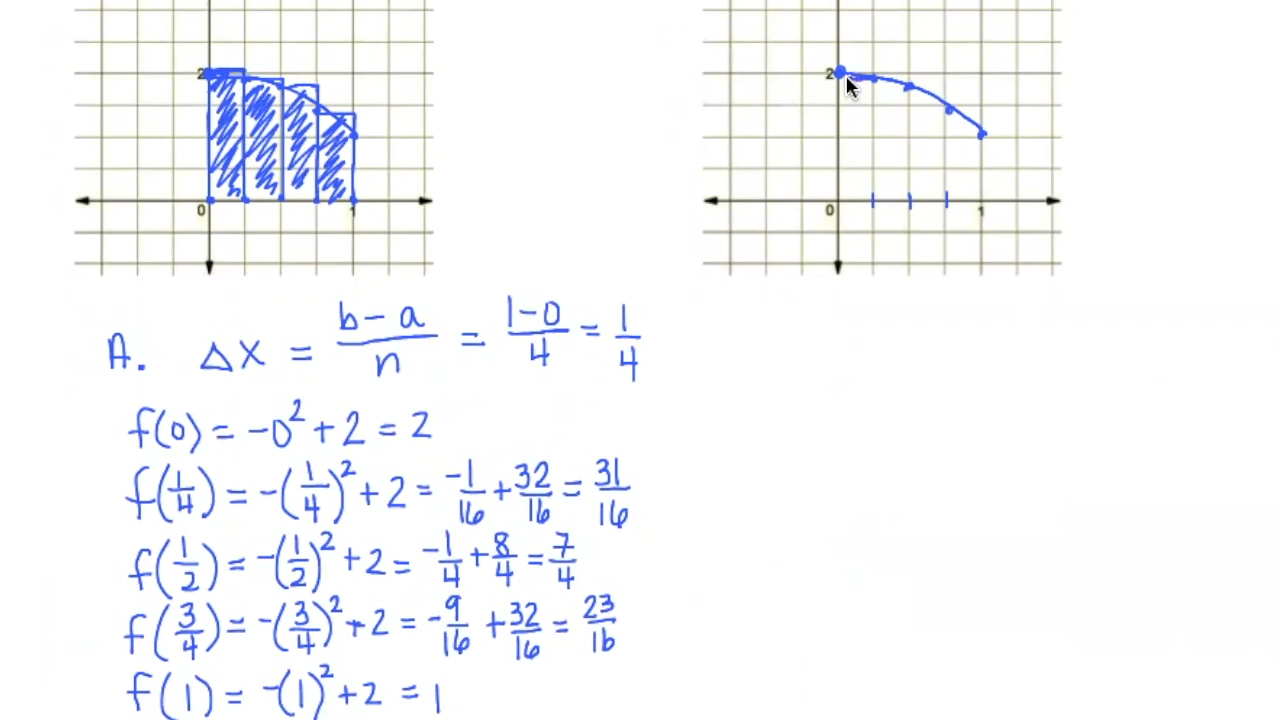 2
0
1
2
0
1
A. Δx = b-a/n = 1-0/4 = 1/4
f(0) = -0² + 2 = 2
f(1/4) = -(1/4)² + 2 = -1/16 + 32/16 = 31/16
f(1/2) = -(1/2)² + 2 = -1/4 + 8/4 = 7/4
f(3/4) = -(3/4)² + 2 = -9/16 + 32/16 = 23/16
f(1) = -(1)² + 2 = 1